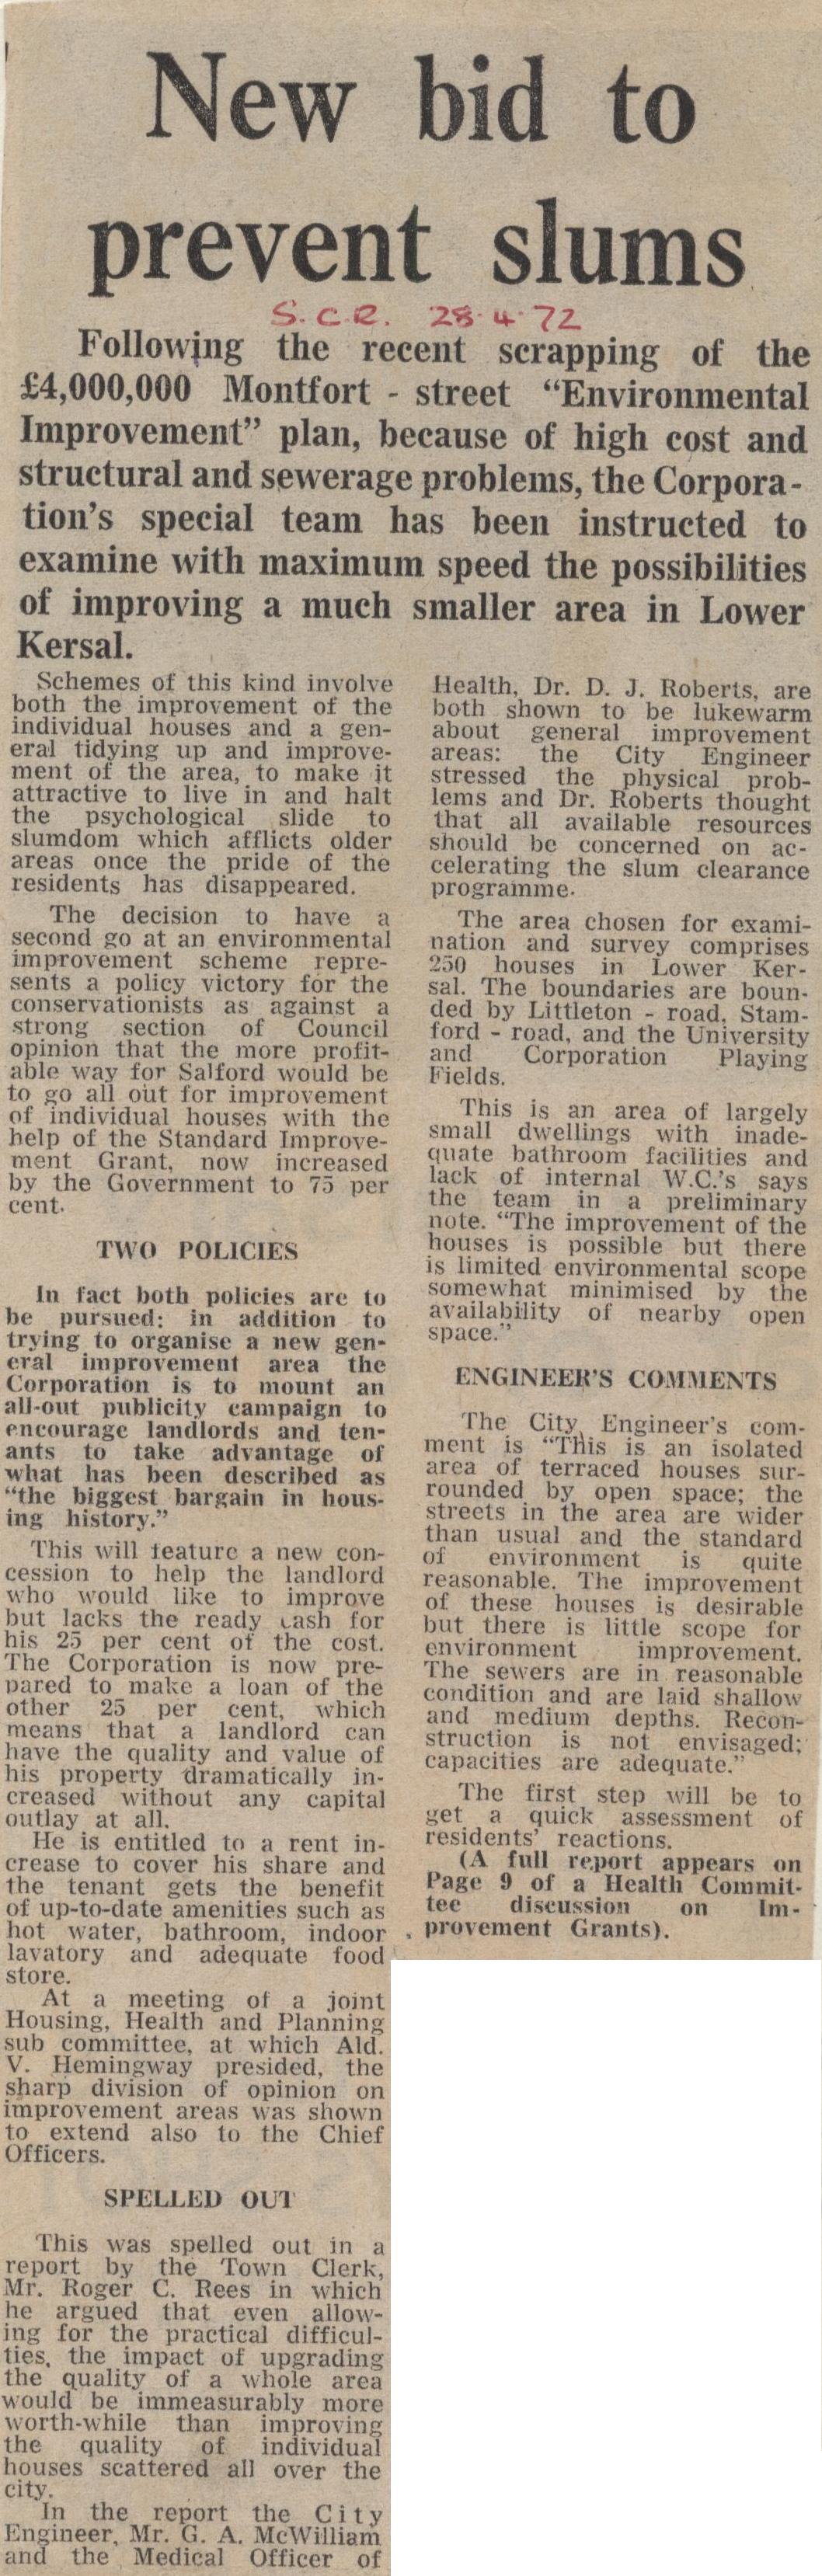 New bid to
prevent slums
S.C.R. 28.4.72
Following the recent scrapping of the
£4,000,000 Montfort - street “Environmental
Improvement” plan, because of high cost and
structural and sewerage problems, the Corpora-
tion's special team has been instructed to
examine with maximum speed the possibilities
of improving a much smaller area in Lower
Kersal.
Schemes of this kind involve
both the improvement of the
individual houses and a gen-
eral tidying up and improve-
ment of the area, to make it
attractive to live in and halt
the psychological slide to
slumdom which afflicts older
areas once the pride of the
residents has disappeared.
The decision to have a
second go at an environmental
improvement scheme repre-
sents a policy victory for the
conservationists as against a
strong section of Council
opinion that the more profit-
able way for Salford would be
to go all out for improvement
of individual houses with the
help of the Standard Improve-
ment Grant, now increased
by the Government to 75 per
cent.
TWO POLICIES
In fact both policies are to
be pursued: in addition to
trying to organise a new gen-
eral improvement area the
Corporation is to mount an
all-out publicity campaign to
encourage landlords and ten-
ants to take advantage of
what has been described as
“the biggest bargain in hous-
ing history.”
This will feature a new con-
cession to help the landlord
who would like to improve
but lacks the ready cash for
his 25 per cent of the cost.
The Corporation is now pre-
pared to make a loan of the
other 25 per cent, which
means that a landlord can
have the quality and value of
his property dramatically in-
creased without any capital
outlay at all.
He is entitled to a rent in-
crease to cover his share and
the tenant gets the benefit
of up-to-date amenities such as
hot water, bathroom, indoor
lavatory and adequate food
store.
At a meeting of a joint
Housing, Health and Planning
sub committee, at which Ald.
V. Hemingway presided, the
sharp division of opinion on
improvement areas was shown
to extend also to the Chief
Officers.
SPELLED OUT
This was spelled out in a
report by the Town Clerk,
Mr. Roger C. Rees in which
he argued that even allow-
ing for the practical difficul-
ties, the impact of upgrading
the quality of a whole area
would be immeasurably more
worth-while than improving
the quality of individual
houses scattered all over the
city.
In the report the City
Engineer, Mr. G. A. McWilliam
and the Medical Officer of
Health, Dr. D. J. Roberts, are
both shown to be lukewarm
about general improvement
areas: the City Engineer
stressed the physical prob-
lems and Dr. Roberts thought
that all available resources
should be concerned on ac-
celerating the slum clearance
programme.
The area chosen for exami-
nation and survey comprises
250 houses in Lower Ker-
sal. The boundaries are boun-
ded by Littleton - road, Stam-
ford - road, and the University
and Corporation Playing
Fields.
This is an area of largely
small dwellings with inade-
quate bathroom facilities and
lack of internal W.C.'s says
the team in a preliminary
note. “The improvement of the
houses is possible but there
is limited environmental scope
somewhat minimised by the
availability of nearby open
space.”
ENGINEER'S COMMENTS
The City Engineer's com-
ment is “This is an isolated
area of terraced houses sur-
rounded by open space; the
streets in the area are wider
than usual and the standard
of environment is quite
reasonable. The improvement
of these houses is desirable
but there is little scope for
environment improvement.
The sewers are in reasonable
condition and are laid shallow
and medium depths. Recon-
struction is not envisaged;
capacities are adequate.”
The first step will be to
get a quick assessment of
residents' reactions.
(A full report appears on
Page 9 of a Health Commit-
tee discussion on Im-
provement Grants).